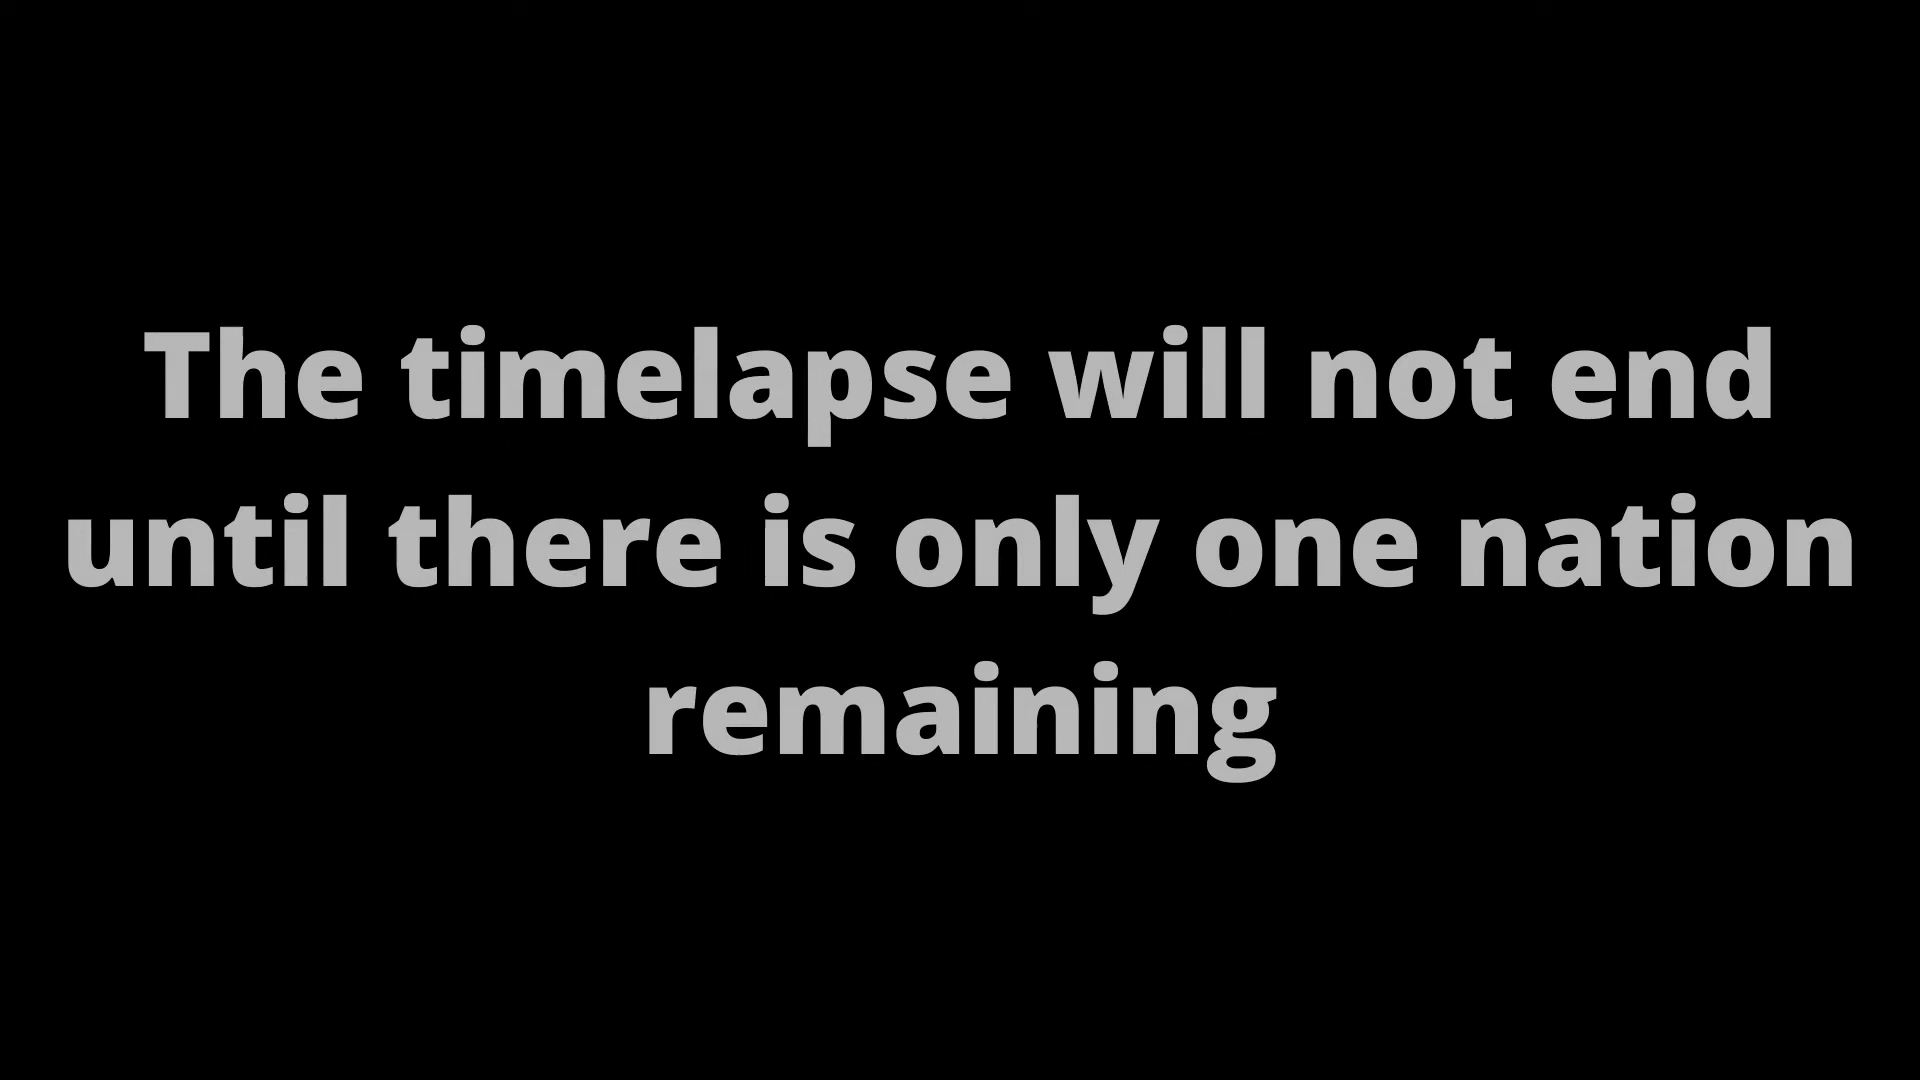 The timelapse will not end
until there is only one nation
remaining